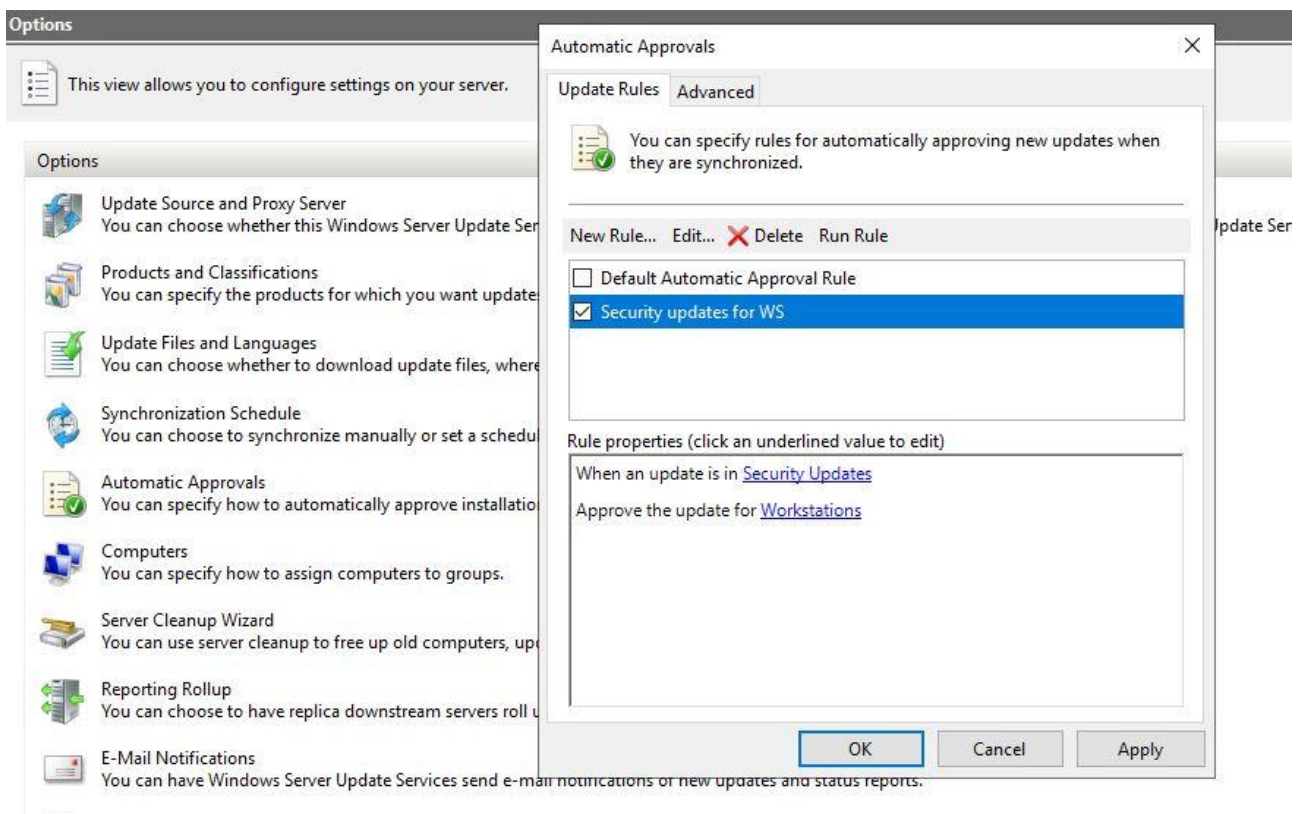 Options
This view allows you to configure settings on your server.
Options
Update Source and Proxy Server
You can choose whether this Windows Server Update Ser
Products and Classifications
You can specify the products for which you want update
Update Files and Languages
You can choose whether to download update files, where
Synchronization Schedule
You can choose to synchronize manually or set a schedul
Automatic Approvals
You can specify how to automatically approve installatio
Computers
You can specify how to assign computers to groups.
Server Cleanup Wizard
You can use server cleanup to free up old computers, upd
Reporting Rollup
You can choose to have replica downstream servers roll u
E-Mail Notifications
You can have Windows Server Update Services send e-mail notifications of new updates and status reports.
Automatic Approvals
Update Rules Advanced
You can specify rules for automatically approving new updates when
they are synchronized.
New Rule... Edit... Delete Run Rule
Default Automatic Approval Rule
Security updates for WS
Rule properties (click an underlined value to edit)
When an update is in Security Updates
Approve the update for Workstations
OK Cancel Apply
Update Ser